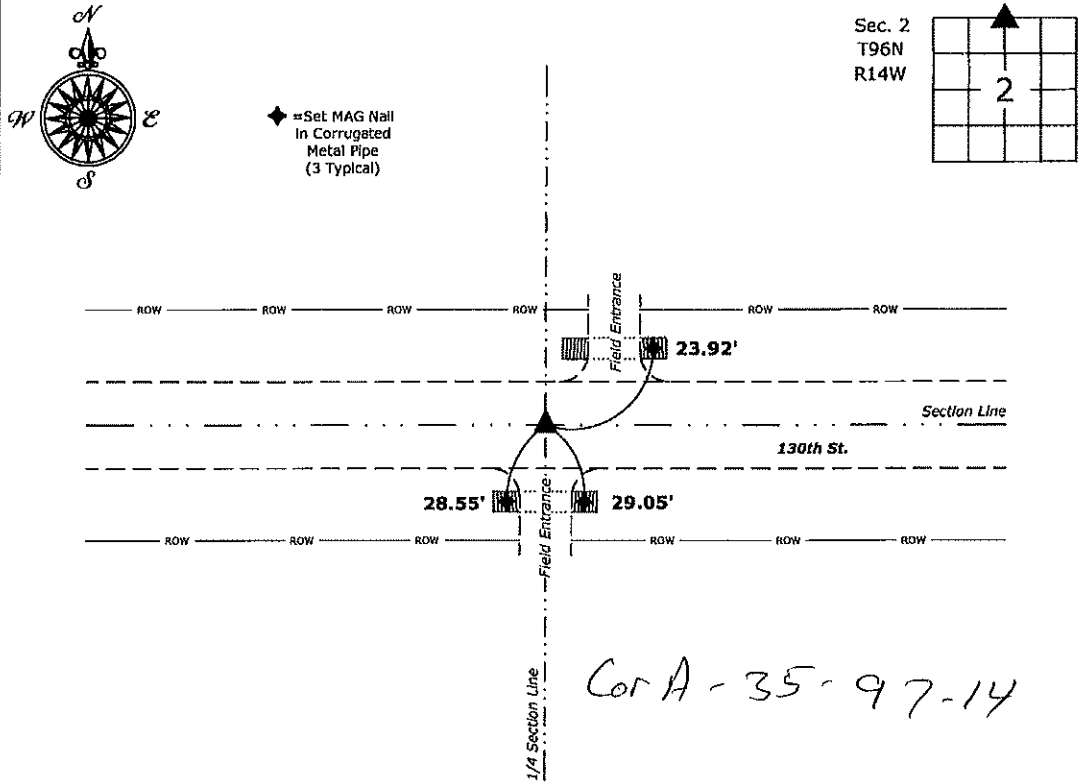 N
W E
S
=Set MAG Nail
In Corrugated
Metal Pipe
(3 Typical)
Sec. 2
T96N
R14W
2
Field Entrance
ROW ROW ROW ROW ROW ROW
23.92'
Section Line
130th St.
28.55' 29.05'
Field Entrance
ROW ROW ROW ROW ROW ROW
1/4 Section Line
Cor A - 35 - 97 - 14